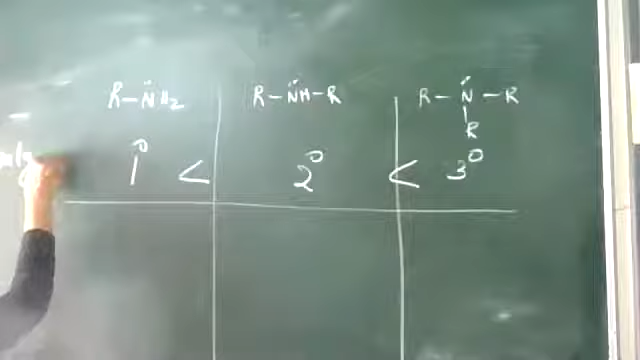 R-N̈H₂ R-N̈H-R R-N̈-R
R
1° < 2° < 3°